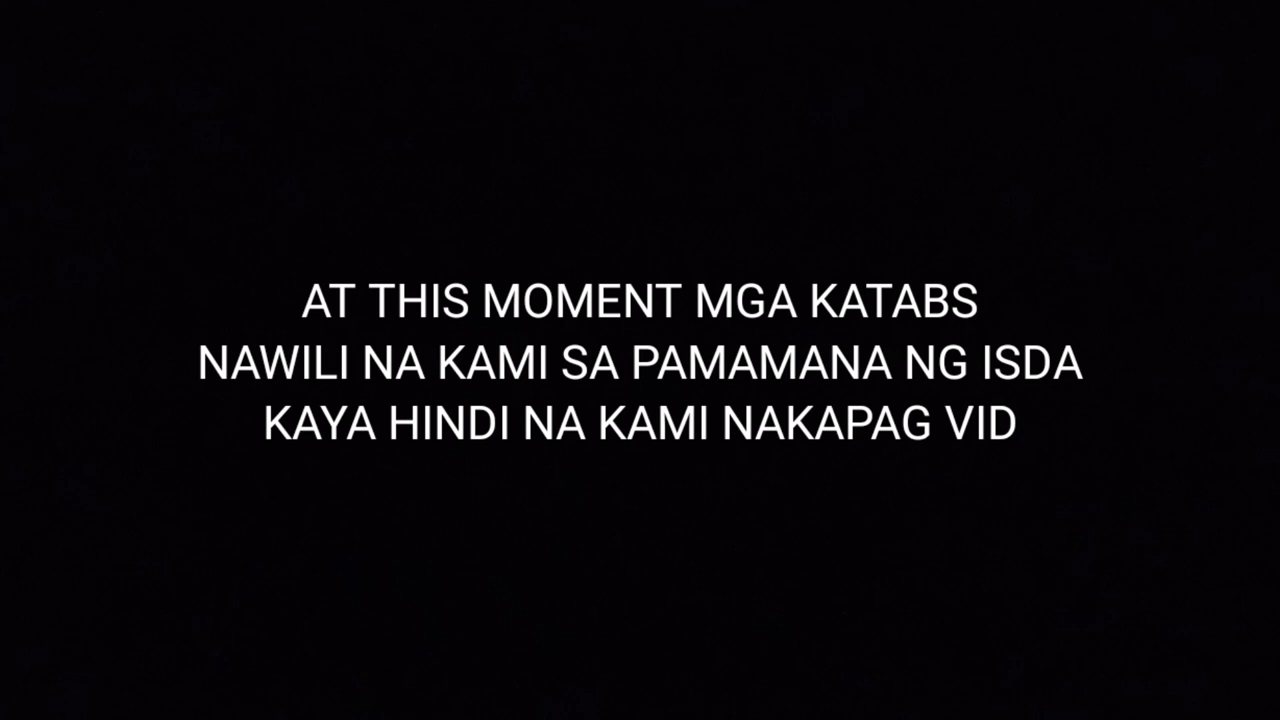 AT THIS MOMENT MGA KATABS
NAWILI NA KAMI SA PAMAMANA NG ISDA
KAYA HINDI NA KAMI NAKAPAG VID